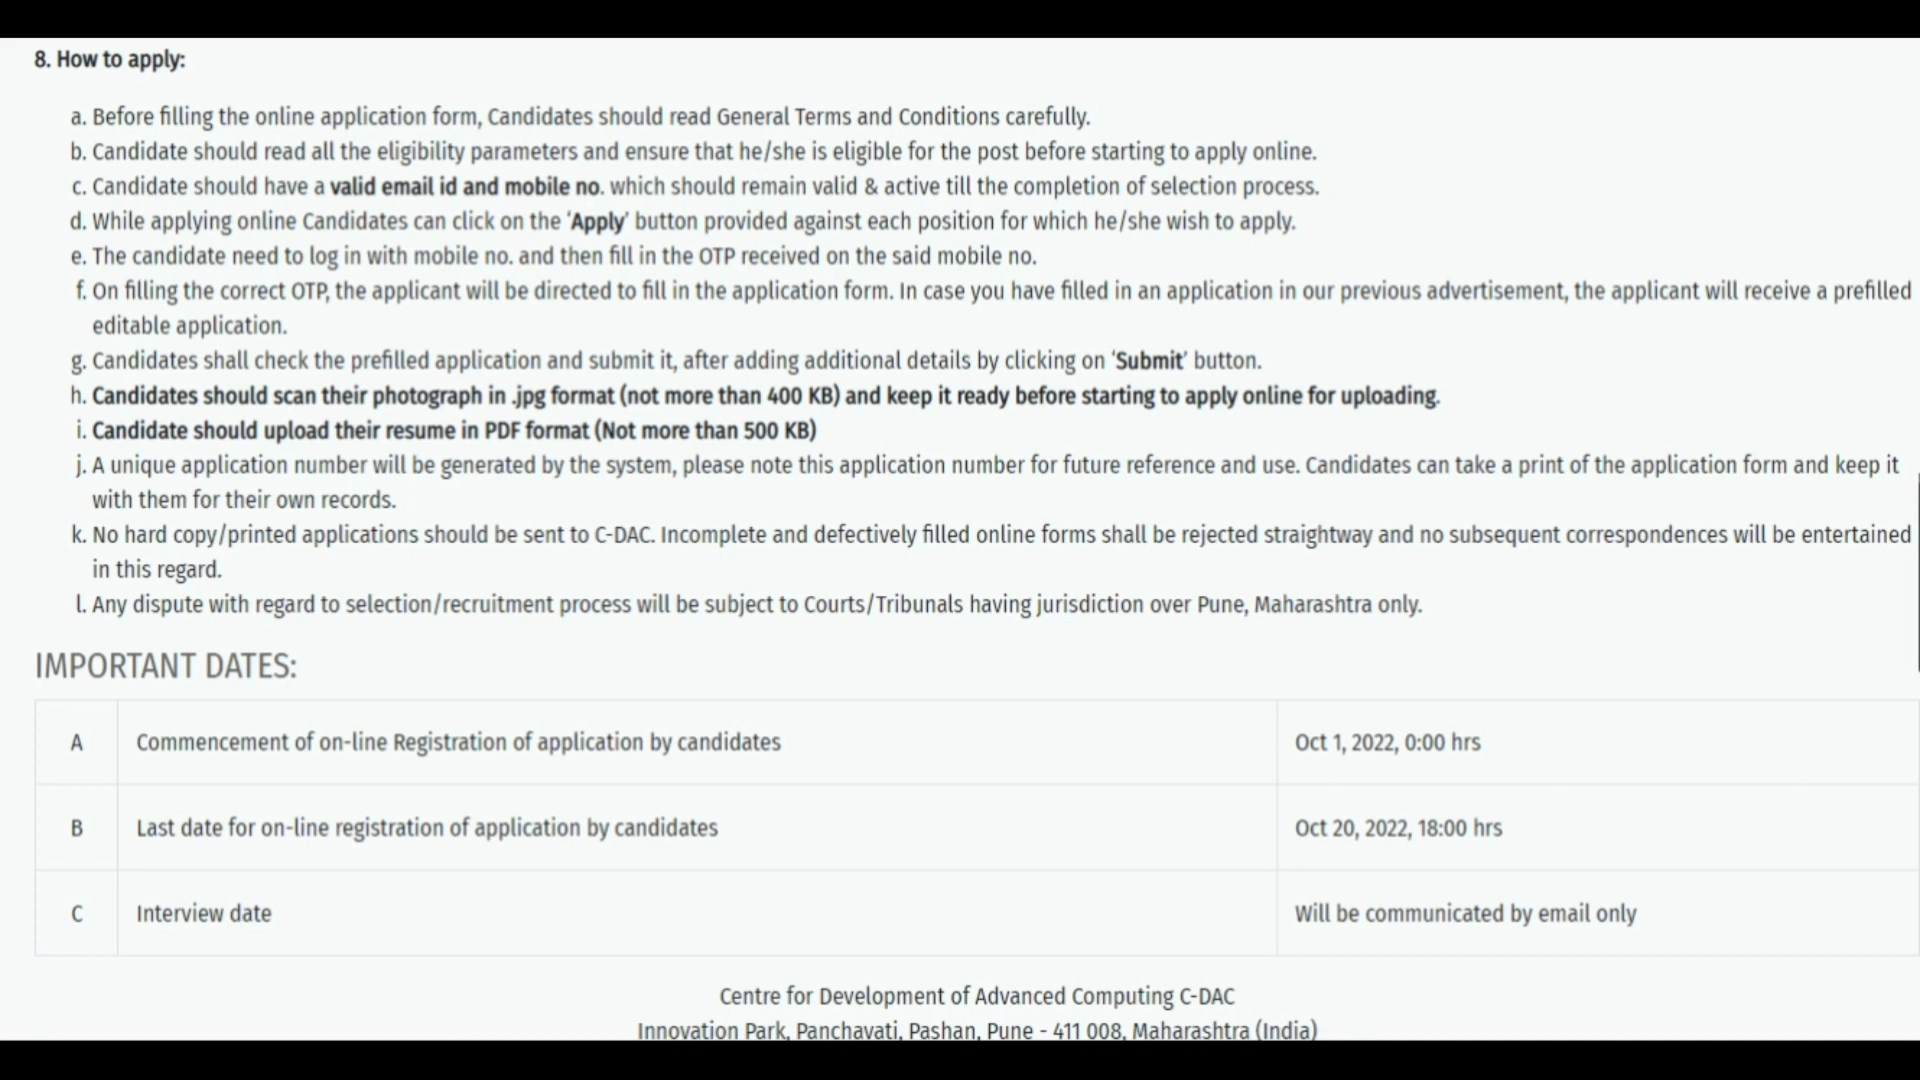 8. How to apply:
a. Before filling the online application form, Candidates should read General Terms and Conditions carefully.
b. Candidate should read all the eligibility parameters and ensure that he/she is eligible for the post before starting to apply online.
c. Candidate should have a valid email id and mobile no. which should remain valid & active till the completion of selection process.
d. While applying online Candidates can click on the 'Apply' button provided against each position for which he/she wish to apply.
e. The candidate need to log in with mobile no. and then fill in the OTP received on the said mobile no.
f. On filling the correct OTP, the applicant will be directed to fill in the application form. In case you have filled in an application in our previous advertisement, the applicant will receive a prefilled
editable application.
g. Candidates shall check the prefilled application and submit it, after adding additional details by clicking on 'Submit' button.
h. Candidates should scan their photograph in .jpg format (not more than 400 KB) and keep it ready before starting to apply online for uploading.
i. Candidate should upload their resume in PDF format (Not more than 500 KB)
j. A unique application number will be generated by the system, please note this application number for future reference and use. Candidates can take a print of the application form and keep it
with them for their own records.
k. No hard copy/printed applications should be sent to C-DAC. Incomplete and defectively filled online forms shall be rejected straightway and no subsequent correspondences will be entertained
in this regard.
l. Any dispute with regard to selection/recruitment process will be subject to Courts/Tribunals having jurisdiction over Pune, Maharashtra only.
IMPORTANT DATES:
A Commencement of on-line Registration of application by candidates Oct 1, 2022, 0:00 hrs
B Last date for on-line registration of application by candidates Oct 20, 2022, 18:00 hrs
C Interview date Will be communicated by email only
Centre for Development of Advanced Computing C-DAC
Innovation Park, Panchavati, Pashan, Pune - 411 008, Maharashtra (India)